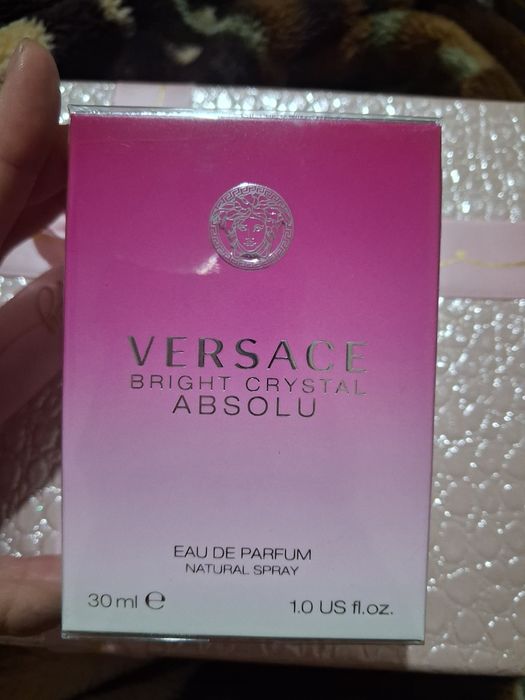 VERSACE
BRIGHT CRYSTAL
ABSOLU
EAU DE PARFUM
NATURAL SPRAY
30 ml ℮ 1.0 US fl.oz.